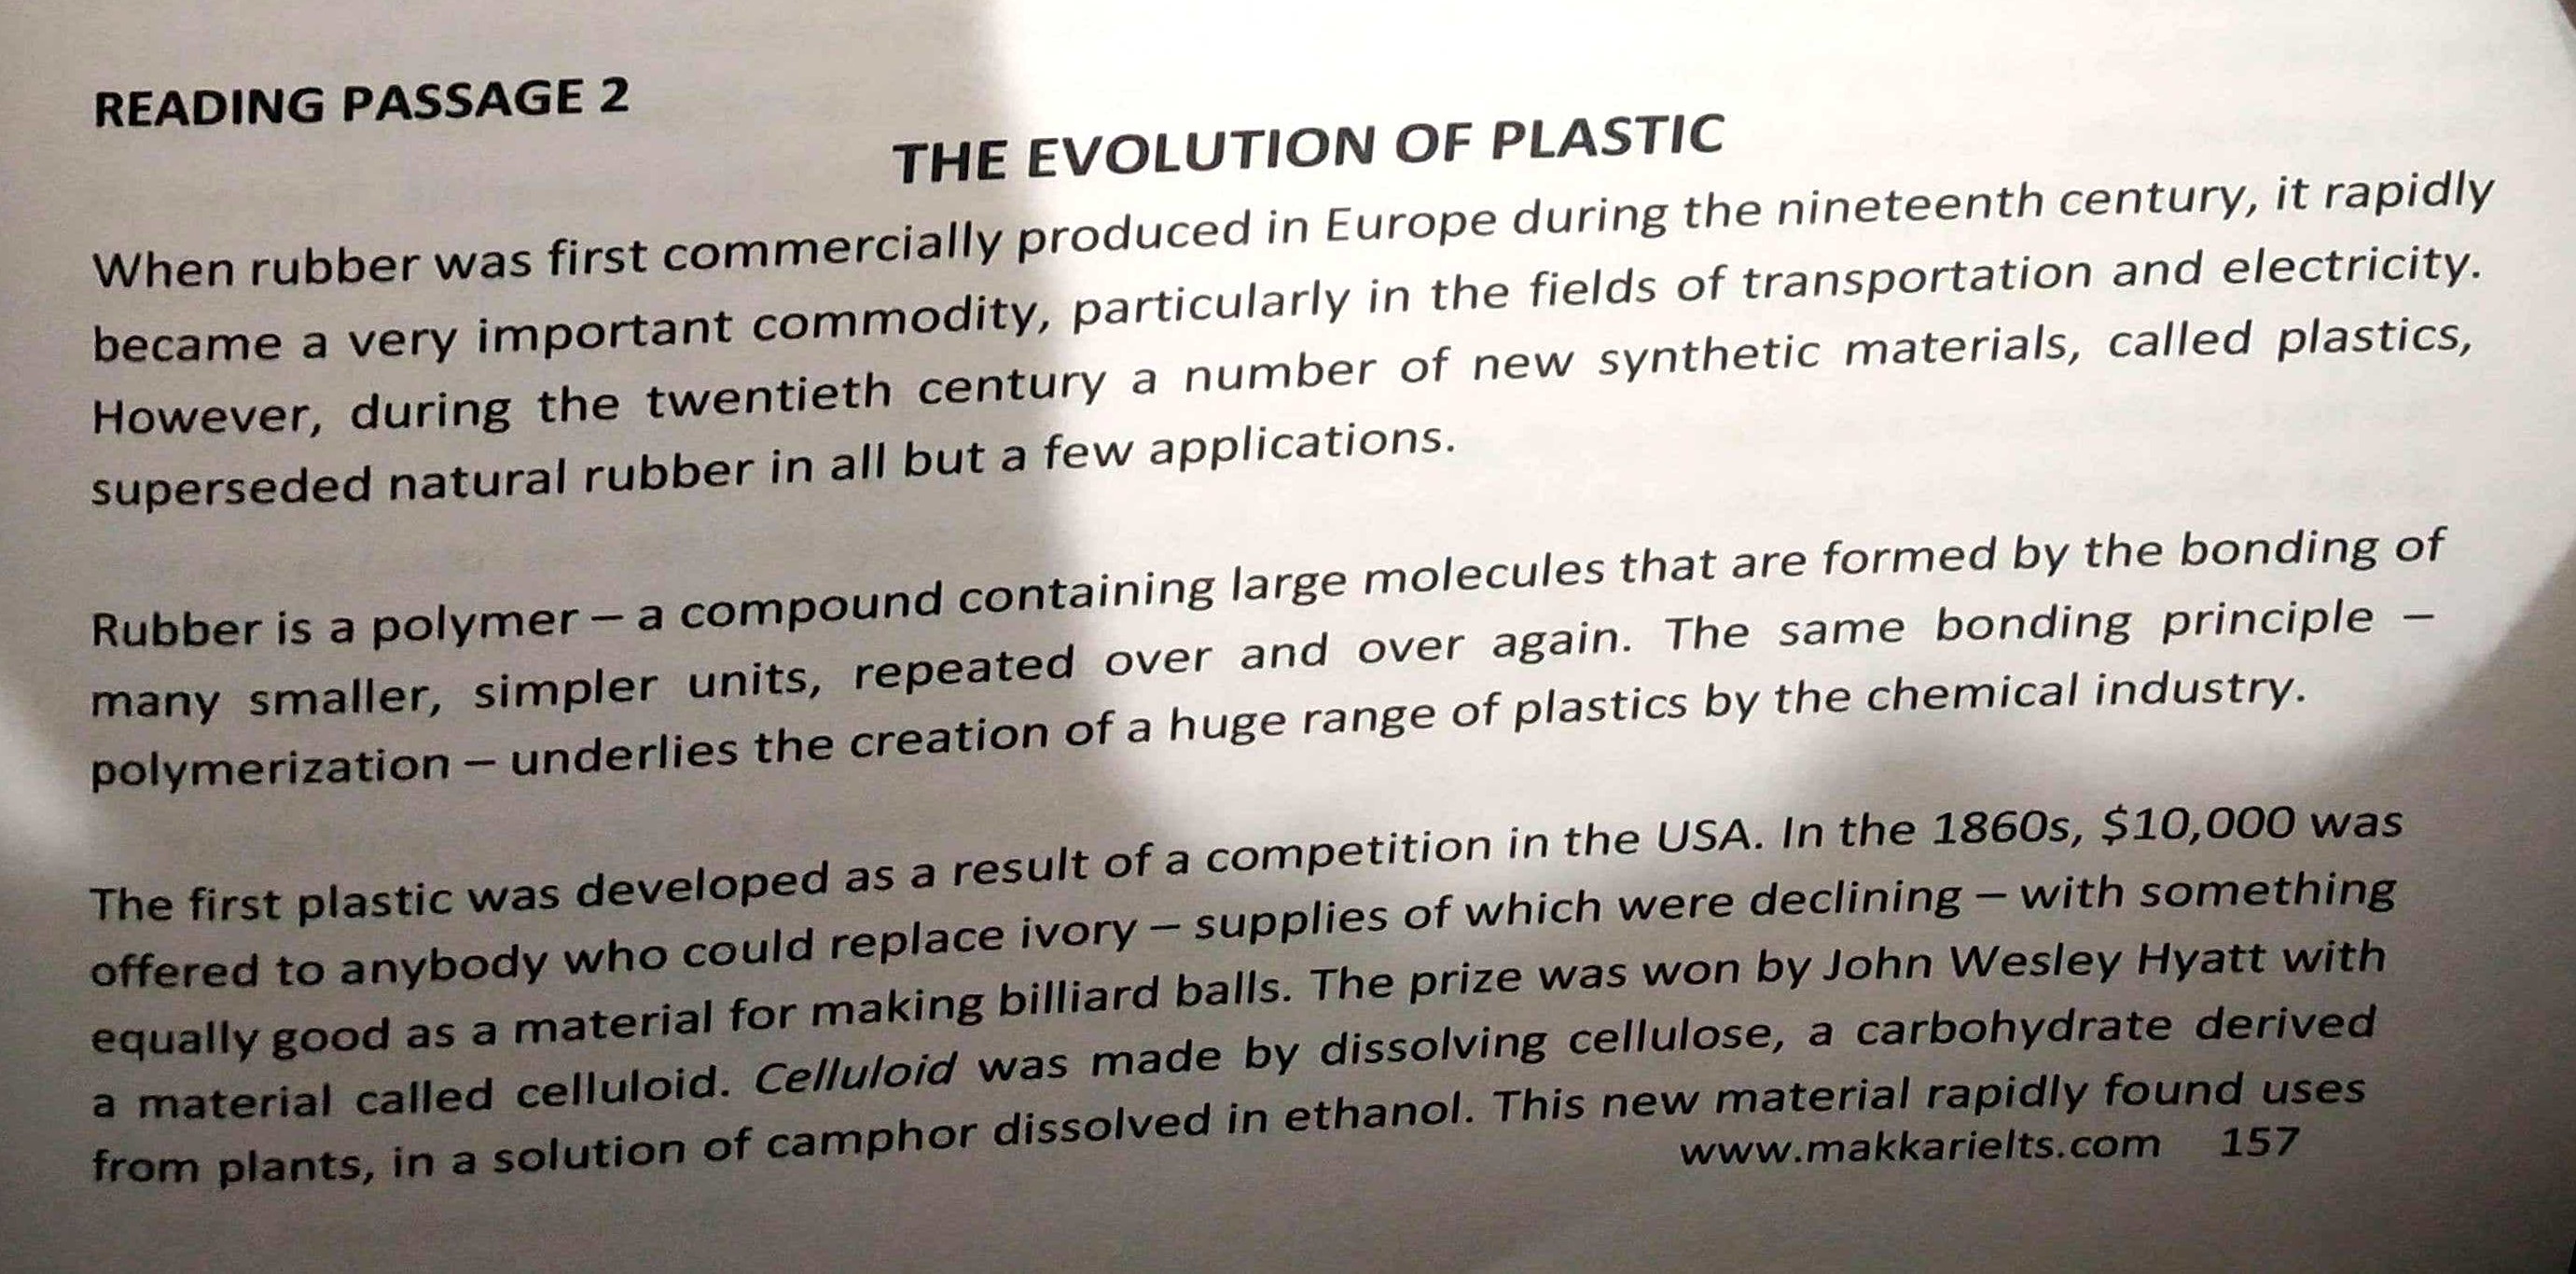 READING PASSAGE 2
THE EVOLUTION OF PLASTIC
When rubber was first commercially produced in Europe during the nineteenth century, it rapidly
became a very important commodity, particularly in the fields of transportation and electricity.
However, during the twentieth century a number of new synthetic materials, called plastics,
superseded natural rubber in all but a few applications.
Rubber is a polymer – a compound containing large molecules that are formed by the bonding of
many smaller, simpler units, repeated over and over again. The same bonding principle –
polymerization – underlies the creation of a huge range of plastics by the chemical industry.
The first plastic was developed as a result of a competition in the USA. In the 1860s, $10,000 was
offered to anybody who could replace ivory – supplies of which were declining – with something
equally good as a material for making billiard balls. The prize was won by John Wesley Hyatt with
a material called celluloid. Celluloid was made by dissolving cellulose, a carbohydrate derived
from plants, in a solution of camphor dissolved in ethanol. This new material rapidly found uses
www.makkarielts.com 157